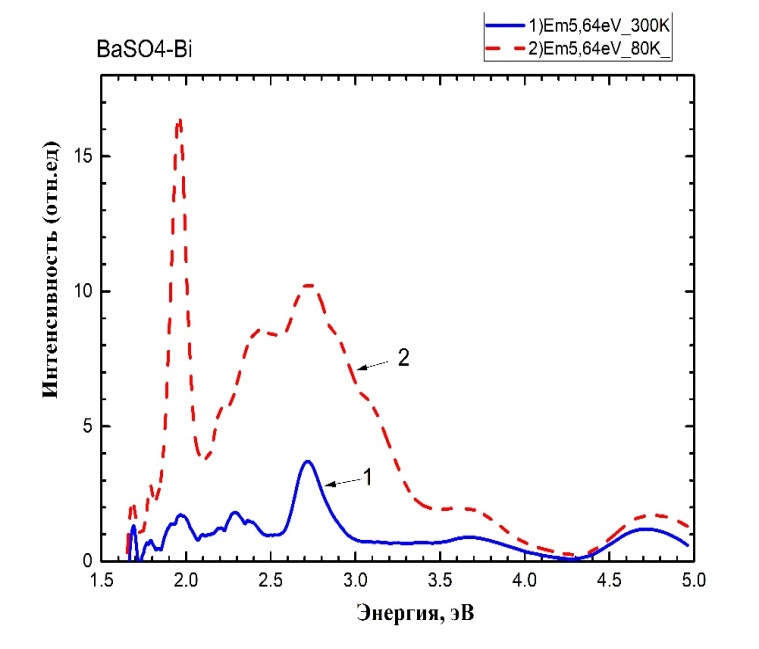 1)Em5,64eV_300K
2)Em5,64eV_80K_
BaSO4-Bi
Интенсивность (отн.ед)
15
10
5
0
2
1
1.5 2.0 2.5 3.0 3.5 4.0 4.5 5.0
Энергия, эВ